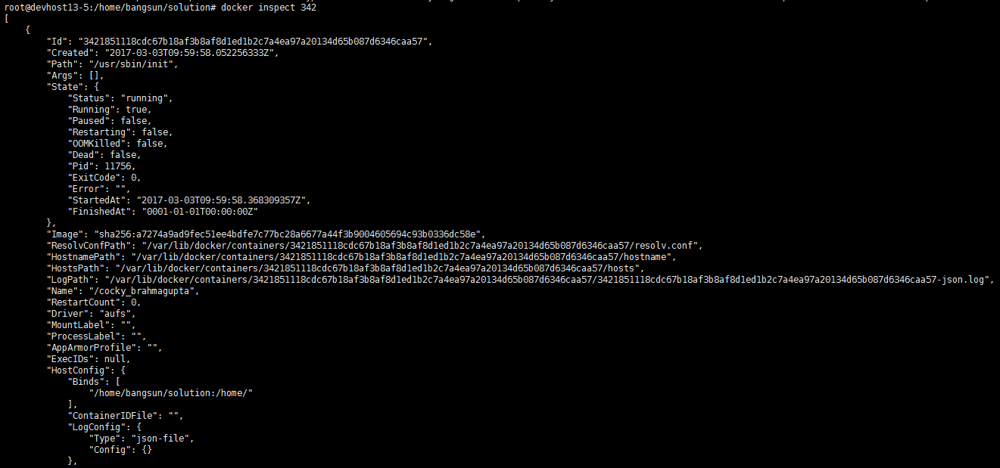 root@devhost13-5:/home/bangsun/solution# docker inspect 342
[
    {
        "Id": "3421851118cdc67b18af3b8af8d1ed1b2c7a4ea97a20134d65b087d6346caa57",
        "Created": "2017-03-03T09:59:58.052256333Z",
        "Path": "/usr/sbin/init",
        "Args": [],
        "State": {
            "Status": "running",
            "Running": true,
            "Paused": false,
            "Restarting": false,
            "OOMKilled": false,
            "Dead": false,
            "Pid": 11756,
            "ExitCode": 0,
            "Error": "",
            "StartedAt": "2017-03-03T09:59:58.368309357Z",
            "FinishedAt": "0001-01-01T00:00:00Z"
        },
        "Image": "sha256:a7274a9ad9fec51ee4bdfe7c77bc28a6677a44f3b9004605694c93b0336dc58e",
        "ResolvConfPath": "/var/lib/docker/containers/3421851118cdc67b18af3b8af8d1ed1b2c7a4ea97a20134d65b087d6346caa57/resolv.conf",
        "HostnamePath": "/var/lib/docker/containers/3421851118cdc67b18af3b8af8d1ed1b2c7a4ea97a20134d65b087d6346caa57/hostname",
        "HostsPath": "/var/lib/docker/containers/3421851118cdc67b18af3b8af8d1ed1b2c7a4ea97a20134d65b087d6346caa57/hosts",
        "LogPath": "/var/lib/docker/containers/3421851118cdc67b18af3b8af8d1ed1b2c7a4ea97a20134d65b087d6346caa57/3421851118cdc67b18af3b8af8d1ed1b2c7a4ea97a20134d65b087d6346caa57-json.log",
        "Name": "/cocky_brahmagupta",
        "RestartCount": 0,
        "Driver": "aufs",
        "MountLabel": "",
        "ProcessLabel": "",
        "AppArmorProfile": "",
        "ExecIDs": null,
        "HostConfig": {
            "Binds": [
                "/home/bangsun/solution:/home/"
            ],
            "ContainerIDFile": "",
            "LogConfig": {
                "Type": "json-file",
                "Config": {}
            },